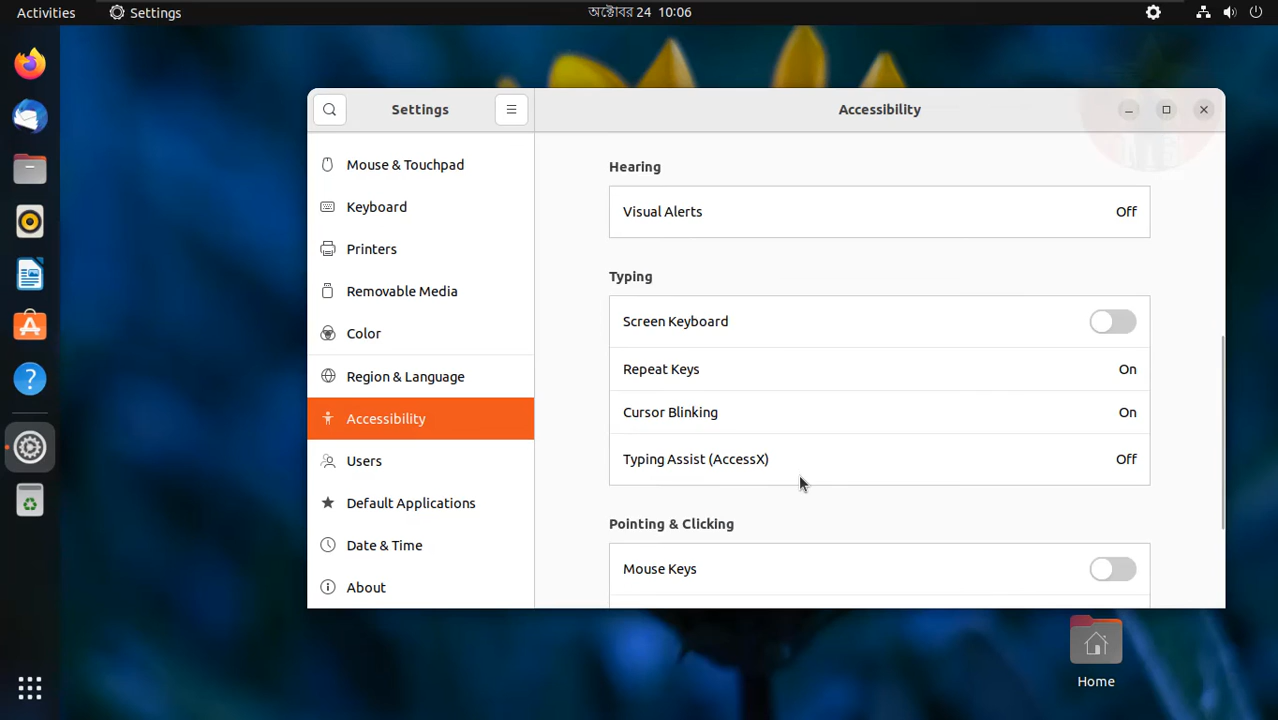 Activities
Settings
অক্টোবর 24 10:06
Settings
Accessibility
Mouse & Touchpad
Keyboard
Printers
Removable Media
Color
Region & Language
Accessibility
Users
Default Applications
Date & Time
About
Hearing
Visual Alerts Off
Typing
Screen Keyboard
Repeat Keys On
Cursor Blinking On
Typing Assist (AccessX) Off
Pointing & Clicking
Mouse Keys
Home